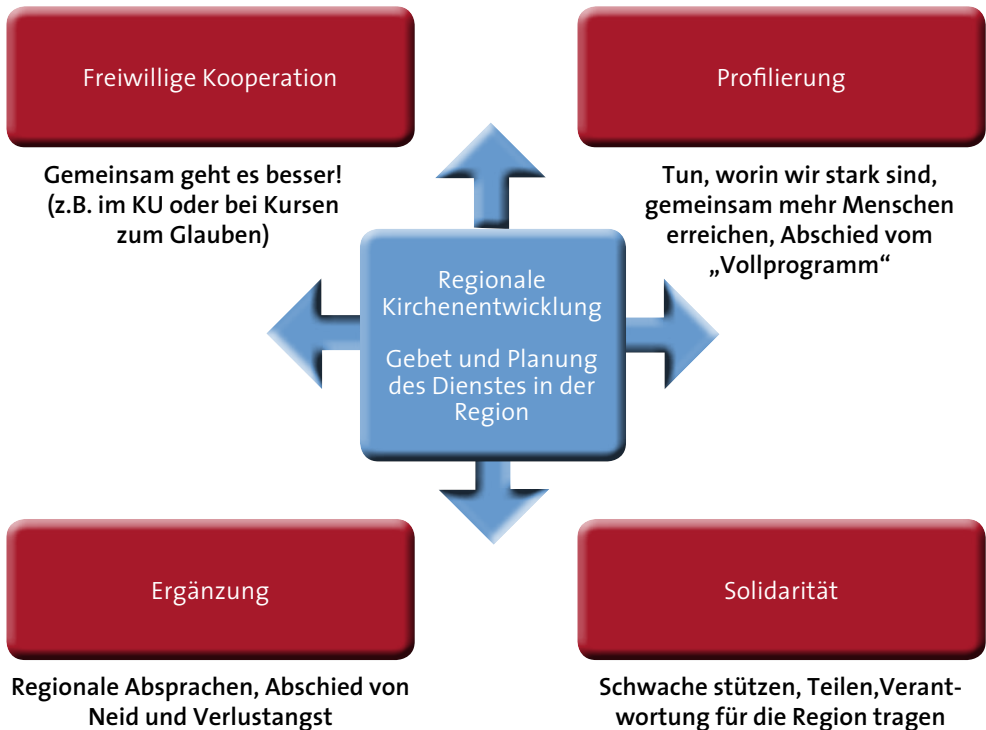 Freiwillige Kooperation
Gemeinsam geht es besser!
(z.B. im KU oder bei Kursen
zum Glauben)
Profilierung
Tun, worin wir stark sind,
gemeinsam mehr Menschen
erreichen, Abschied vom
„Vollprogramm“
Regionale
Kirchenentwicklung
Gebet und Planung
des Dienstes in der
Region
Ergänzung
Regionale Absprachen, Abschied von
Neid und Verlustangst
Solidarität
Schwache stützen, Teilen,Verant-
wortung für die Region tragen